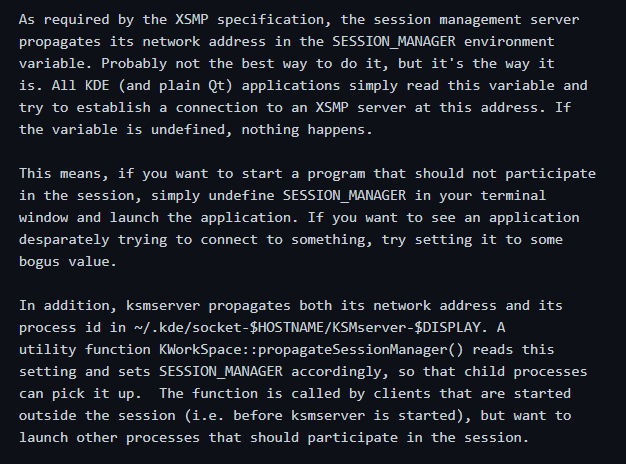 As required by the XSMP specification, the session management server
propagates its network address in the SESSION_MANAGER environment
variable. Probably not the best way to do it, but it's the way it
is. All KDE (and plain Qt) applications simply read this variable and
try to establish a connection to an XSMP server at this address. If
the variable is undefined, nothing happens.

This means, if you want to start a program that should not participate
in the session, simply undefine SESSION_MANAGER in your terminal
window and launch the application. If you want to see an application
desparately trying to connect to something, try setting it to some
bogus value.

In addition, ksmserver propagates both its network address and its
process id in ~/.kde/socket-$HOSTNAME/KSMserver-$DISPLAY. A
utility function KWorkSpace::propagateSessionManager() reads this
setting and sets SESSION_MANAGER accordingly, so that child processes
can pick it up.  The function is called by clients that are started
outside the session (i.e. before ksmserver is started), but want to
launch other processes that should participate in the session.